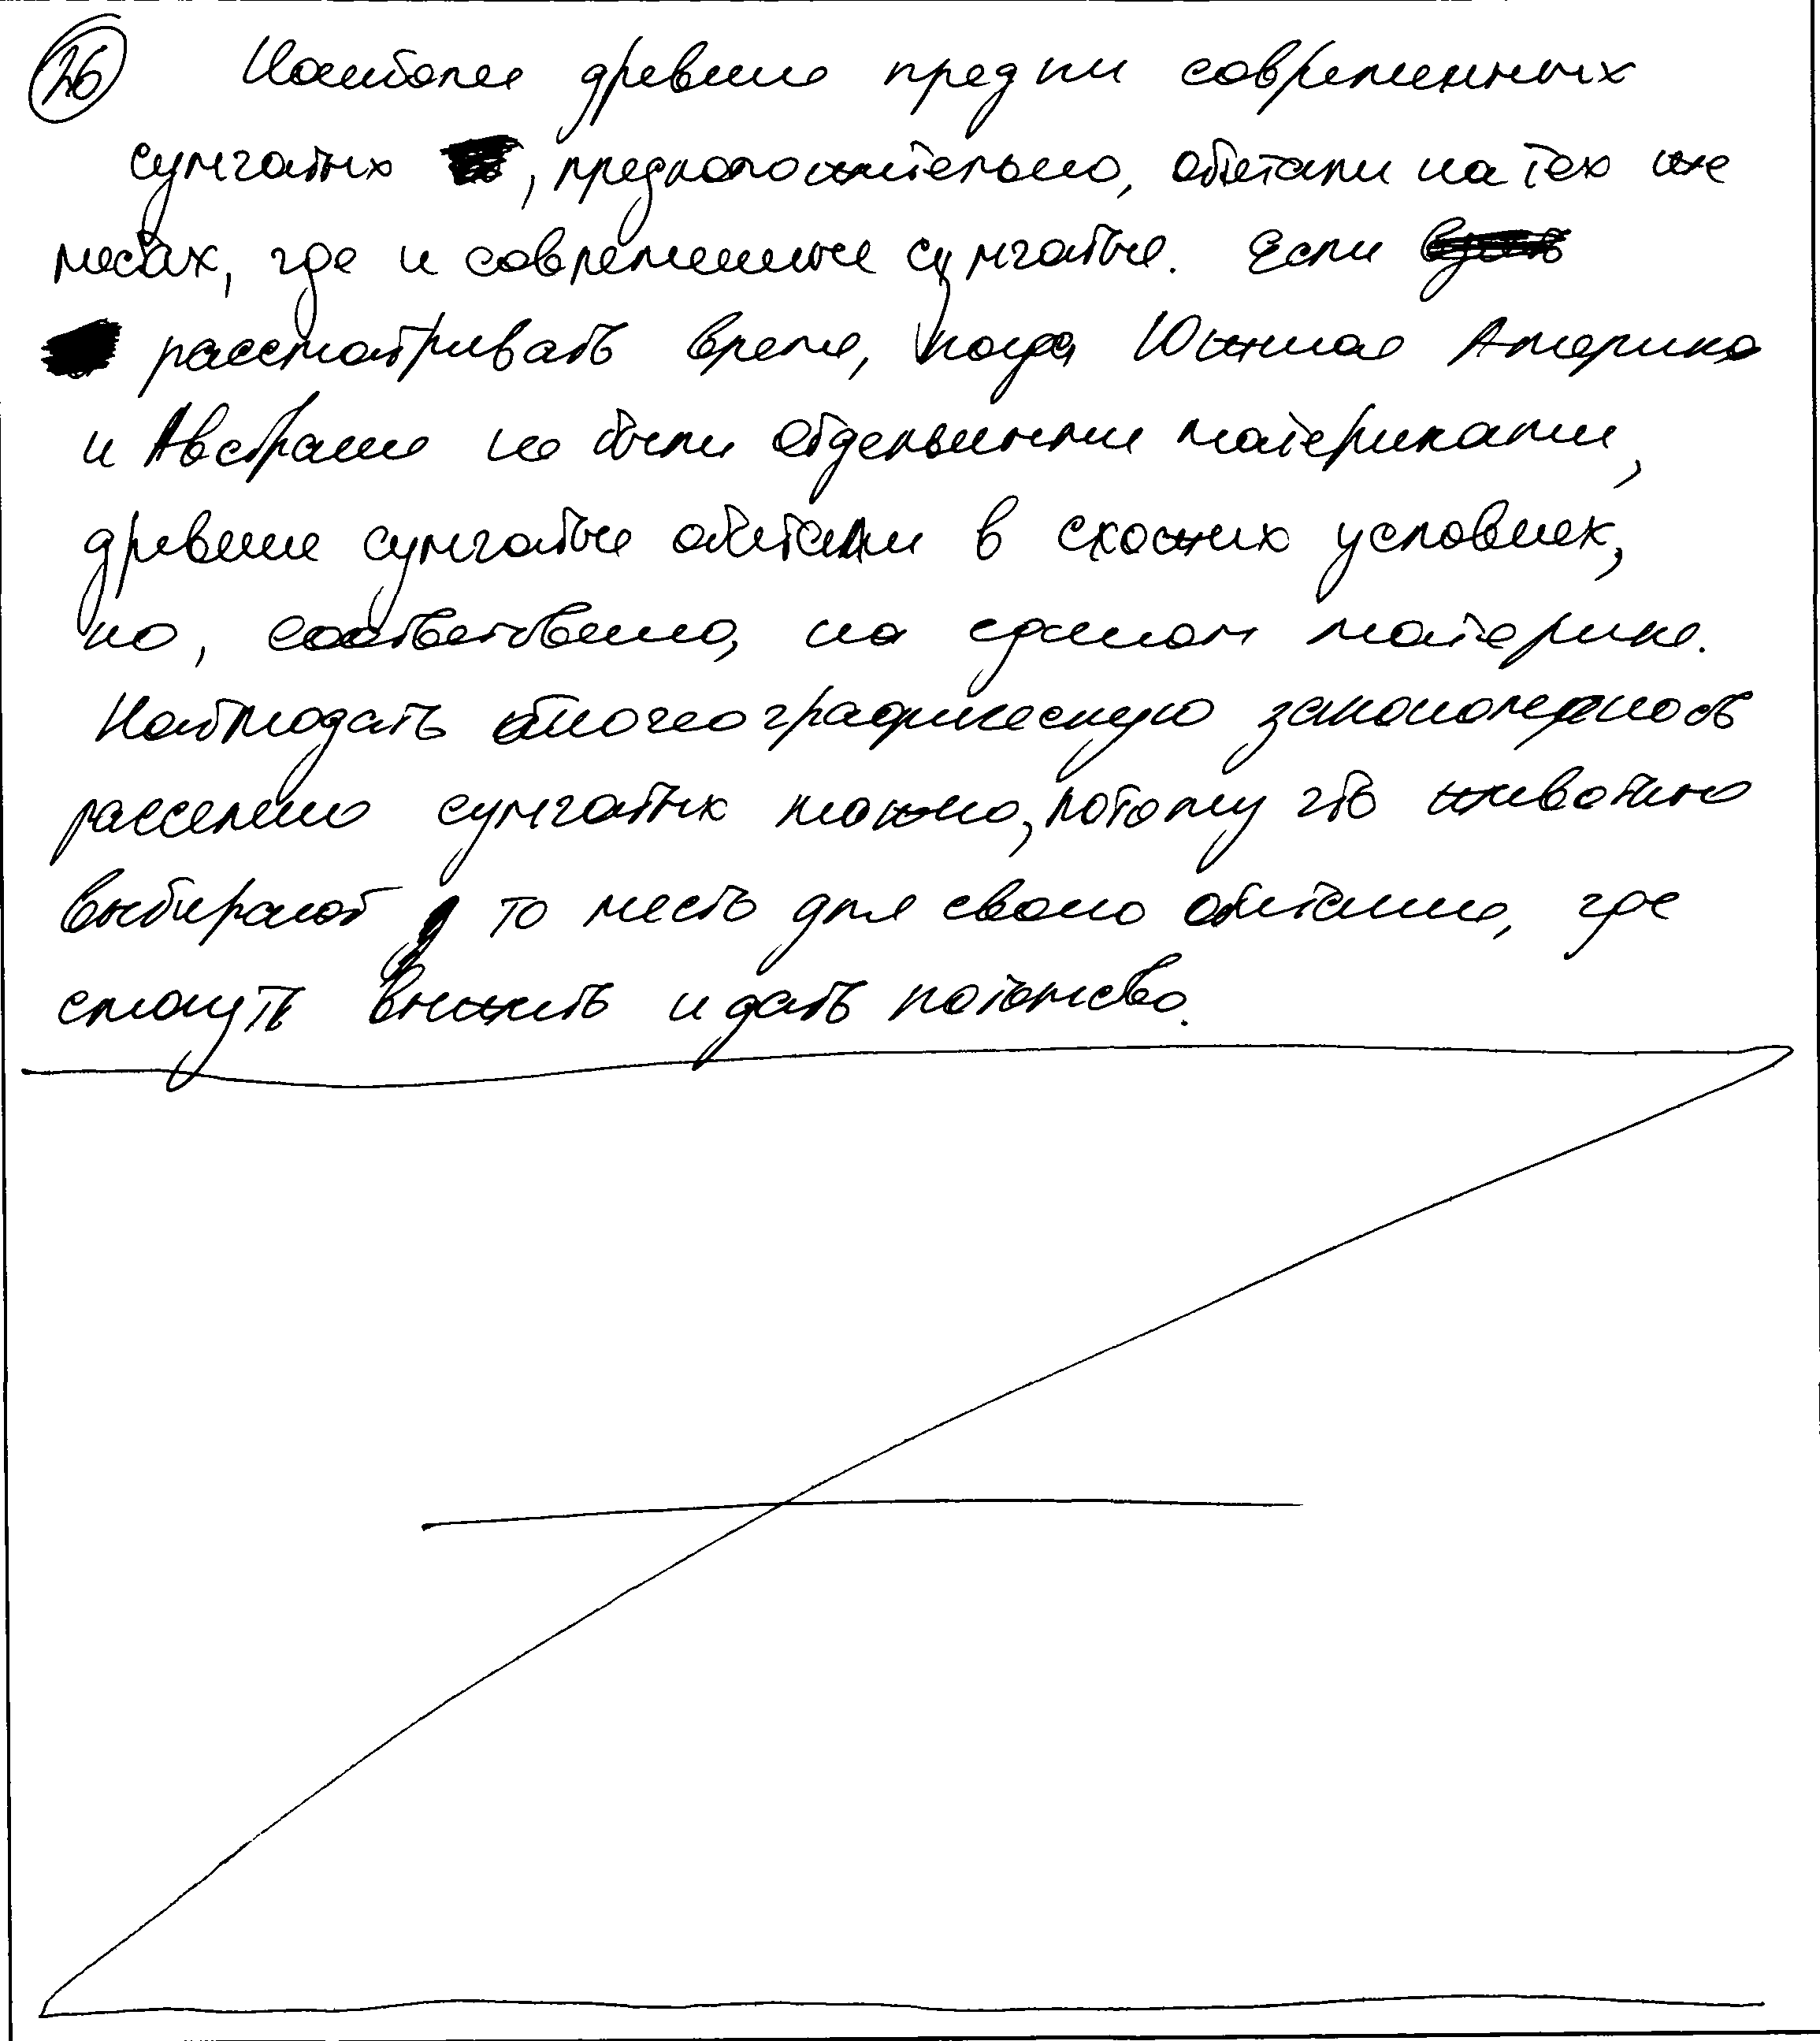 26 Наиболее древние предки современных
сумчатых , предположительно, обитали на тех же
местах, где и современные сумчатые. Если
рассматривать время, когда Южная Америка
и Австралия не были отдельными материками,
древние сумчатые обитали в схожих условиях,
но, соответственно, на едином материке.
Наблюдать биогеографическую закономерность
расселения сумчатых можно, потому что животные
выбирают то место для своего обитания, где
смогут выжить и дать потомство.